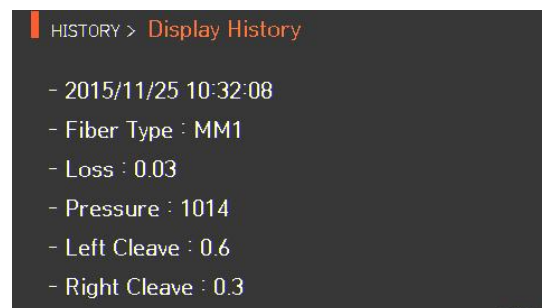 HISTORY > Display History
- 2015/11/25 10:32:08
- Fiber Type : MM1
- Loss : 0.03
- Pressure : 1014
- Left Cleave : 0.6
- Right Cleave : 0.3